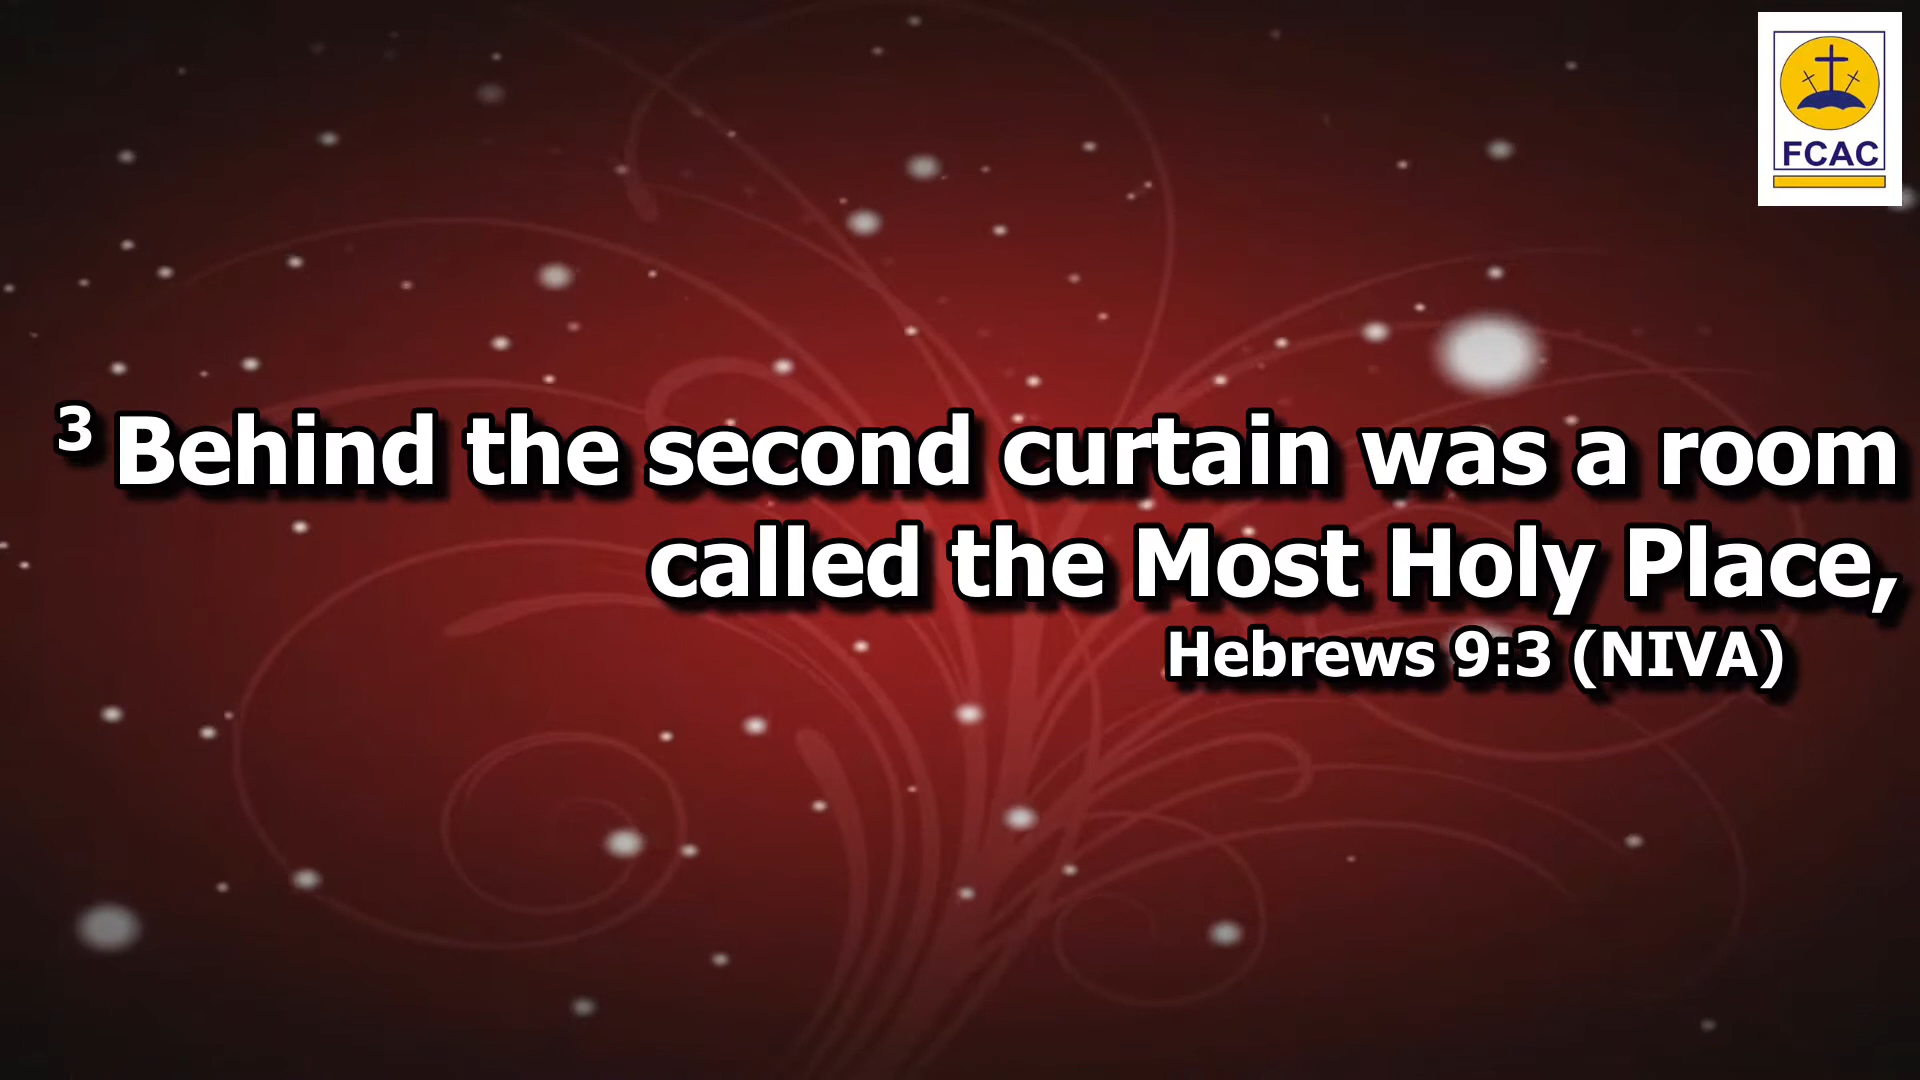 FCAC
³ Behind the second curtain was a room
called the Most Holy Place,
Hebrews 9:3 (NIVA)